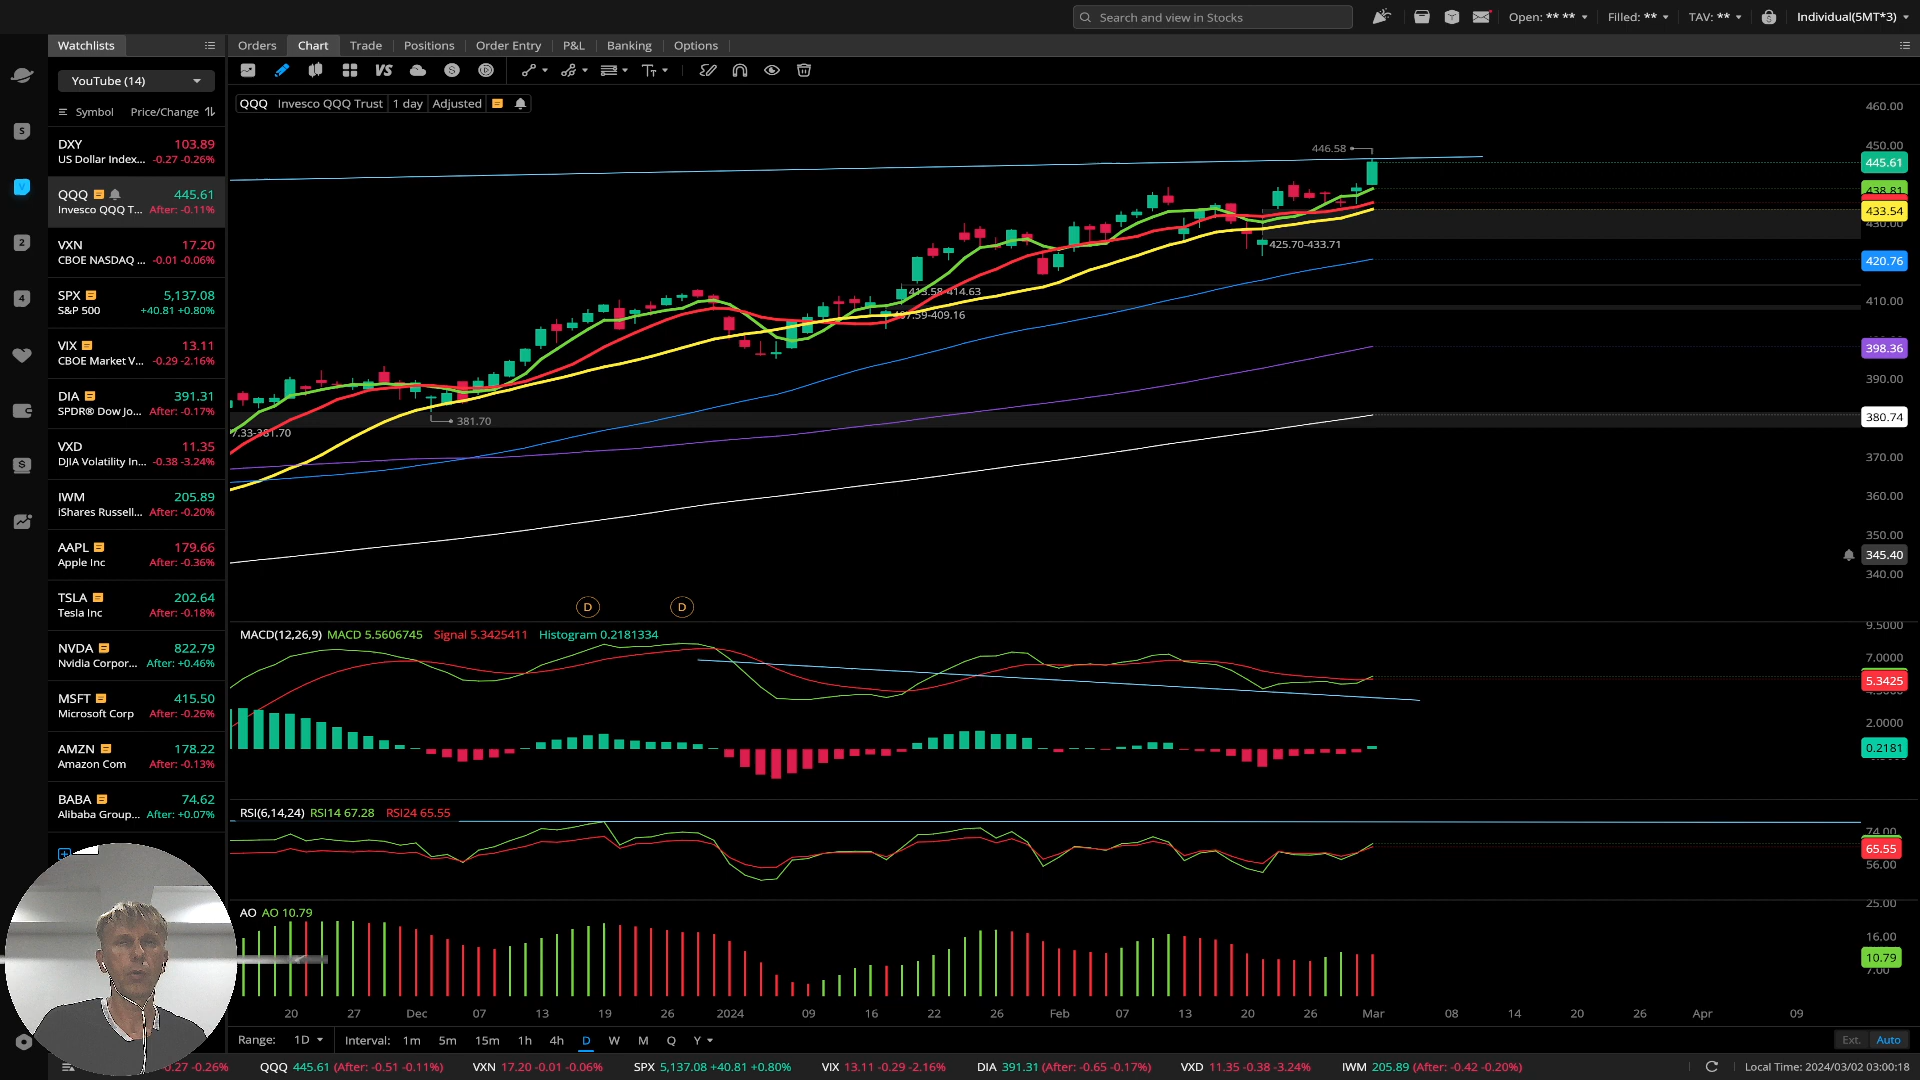 Search and view in Stocks
Open: ** ** Filled: ** TAV: ** Individual(5MT*3)
Watchlists
Orders Chart Trade Positions Order Entry P&L Banking Options
YouTube (14)
VS
Symbol Price/Change
QQQ Invesco QQQ Trust 1 day Adjusted
DXY 103.89
US Dollar Index... -0.27 -0.26%
QQQ 445.61
Invesco QQQ T... After: -0.11%
VXN 17.20
CBOE NASDAQ ... -0.01 -0.06%
SPX 5,137.08
S&P 500 +40.81 +0.80%
VIX 13.11
CBOE Market V... -0.29 -2.16%
DIA 391.31
SPDR® Dow Jo... After: -0.17%
VXD 11.35
DJIA Volatility In... -0.38 -3.24%
IWM 205.89
iShares Russell... After: -0.20%
AAPL 179.66
Apple Inc After: -0.36%
TSLA 202.64
Tesla Inc After: -0.18%
NVDA 822.79
Nvidia Corpor... After: +0.46%
MSFT 415.50
Microsoft Corp After: -0.26%
AMZN 178.22
Amazon Com After: -0.13%
BABA 74.62
Alibaba Group... After: +0.07%
446.58
425.70-433.71
413.58-414.63
-409.16
381.70
7.33-381.70
460.00
450.00
445.61
438.81
433.54
430.00
420.76
410.00
398.36
390.00
380.74
370.00
360.00
350.00
345.40
340.00
D D
MACD(12,26,9) MACD 5.5606745 Signal 5.3425411 Histogram 0.2181334
9.5000
7.0000
5.3425
2.0000
0.2181
RSI(6,14,24) RSI14 67.28 RSI24 65.55
74.00
65.55
56.00
AO AO 10.79
25.00
16.00
10.79
7.00
20 27 Dec 07 13 19 26 2024 09 16 22 26 Feb 07 13 20 26 Mar 08 14 20 26 Apr 09
Range: 1D Interval: 1m 5m 15m 1h 4h D W M Q Y Ext. Auto
0.27 -0.26% QQQ 445.61 (After: -0.51 -0.11%) VXN 17.20 -0.01 -0.06% SPX 5,137.08 +40.81 +0.80% VIX 13.11 -0.29 -2.16% DIA 391.31 (After: -0.65 -0.17%) VXD 11.35 -0.38 -3.24% IWM 205.89 (After: -0.42 -0.20%) Local Time: 2024/03/02 03:00:18